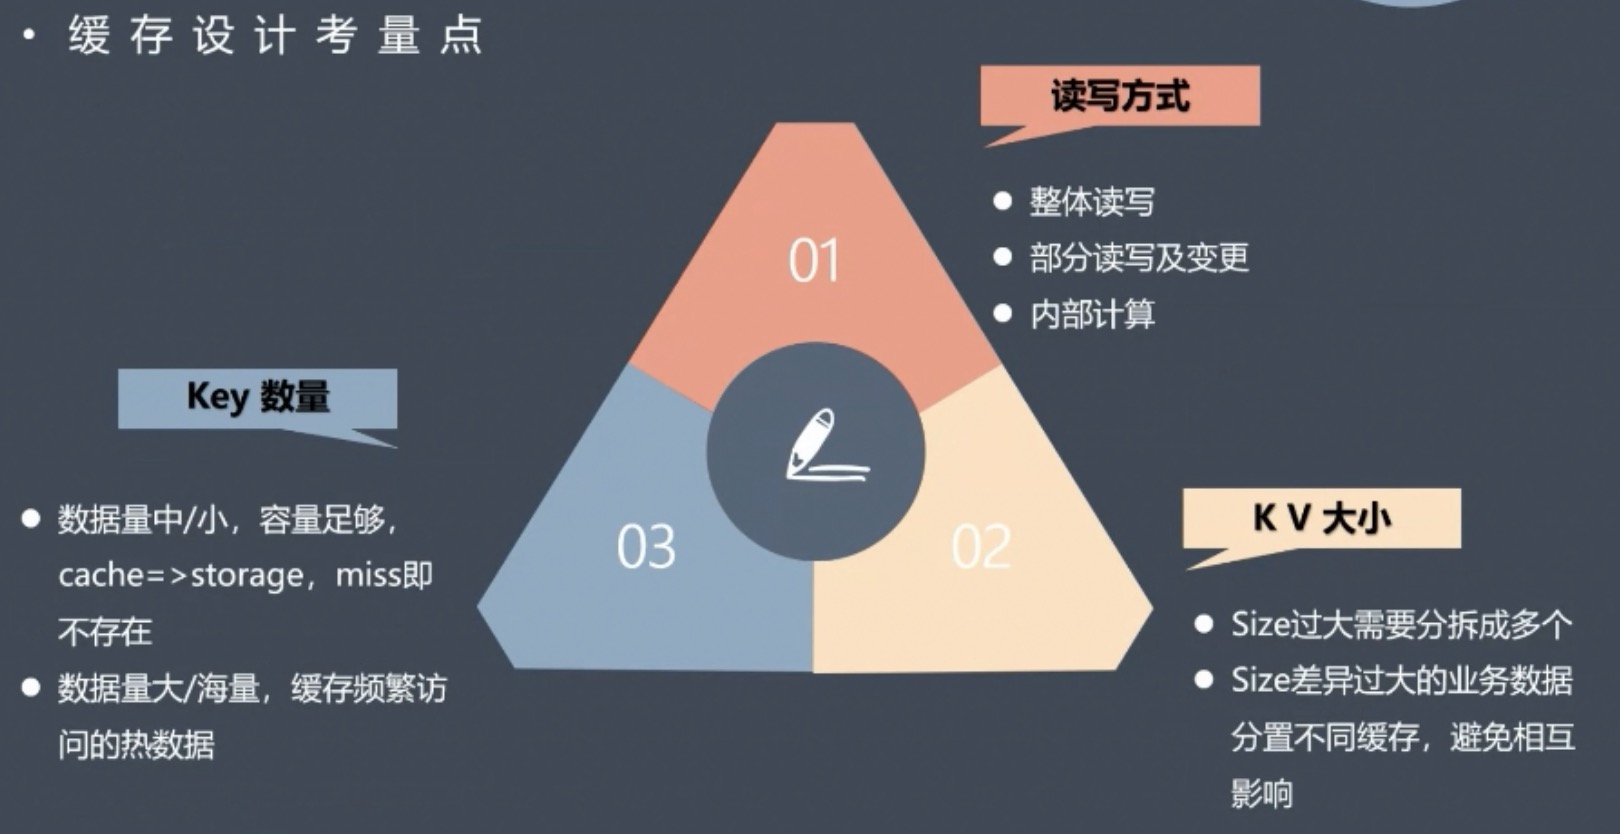 • 缓存设计考量点
读写方式
● 整体读写
● 部分读写及变更
● 内部计算
01
Key 数量
● 数据量中/小，容量足够，
cache=>storage，miss即
不存在
● 数据量大/海量，缓存频繁访
问的热数据
03
02
K V 大小
● Size过大需要分拆成多个
● Size差异过大的业务数据
分置不同缓存，避免相互
影响